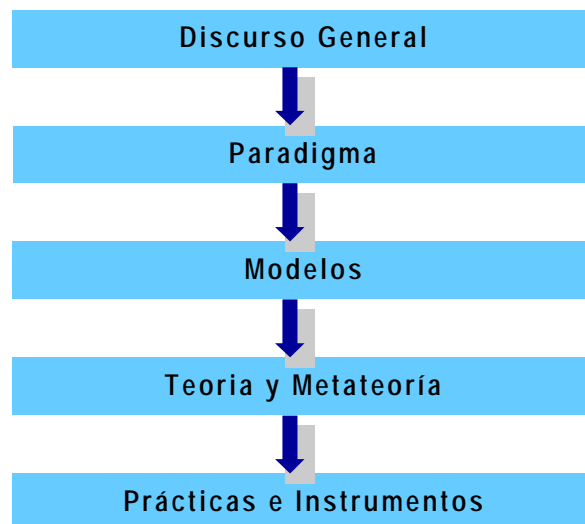 Discurso General
Paradigma
Modelos
Teoria y Metateoría
Prácticas e Instrumentos